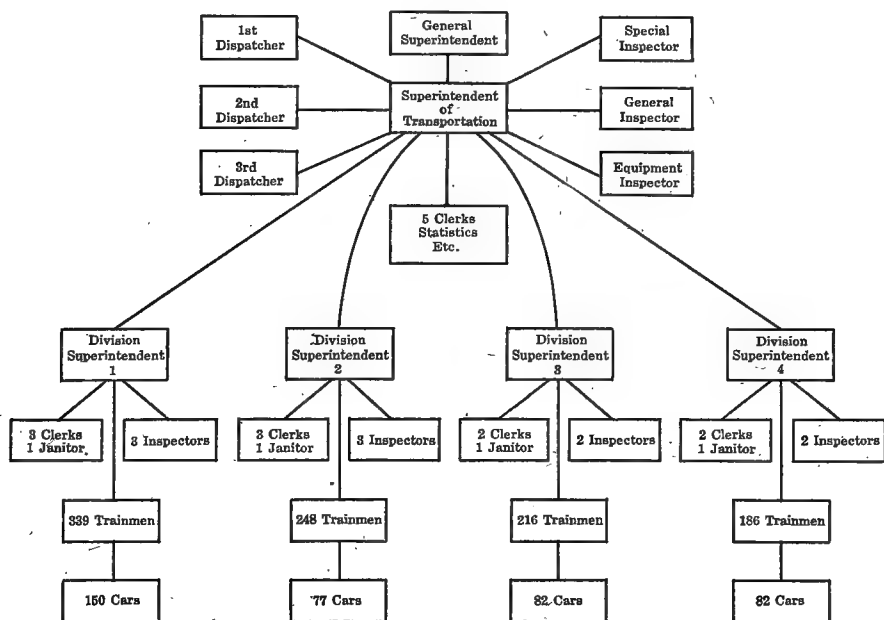 1st
Dispatcher
General
Superintendent
Special
Inspector
2nd
Dispatcher
Superintendent
of
Transportation
General
Inspector
3rd
Dispatcher
Equipment
Inspector
5 Clerks
Statistics
Etc.
Division
Superintendent
1
Division
Superintendent
2
Division
Superintendent
3
Division
Superintendent
4
3 Clerks
1 Janitor
3 Inspectors
3 Clerks
1 Janitor
3 Inspectors
2 Clerks
1 Janitor
2 Inspectors
2 Clerks
1 Janitor
2 Inspectors
339 Trainmen
248 Trainmen
216 Trainmen
186 Trainmen
150 Cars
77 Cars
82 Cars
82 Cars